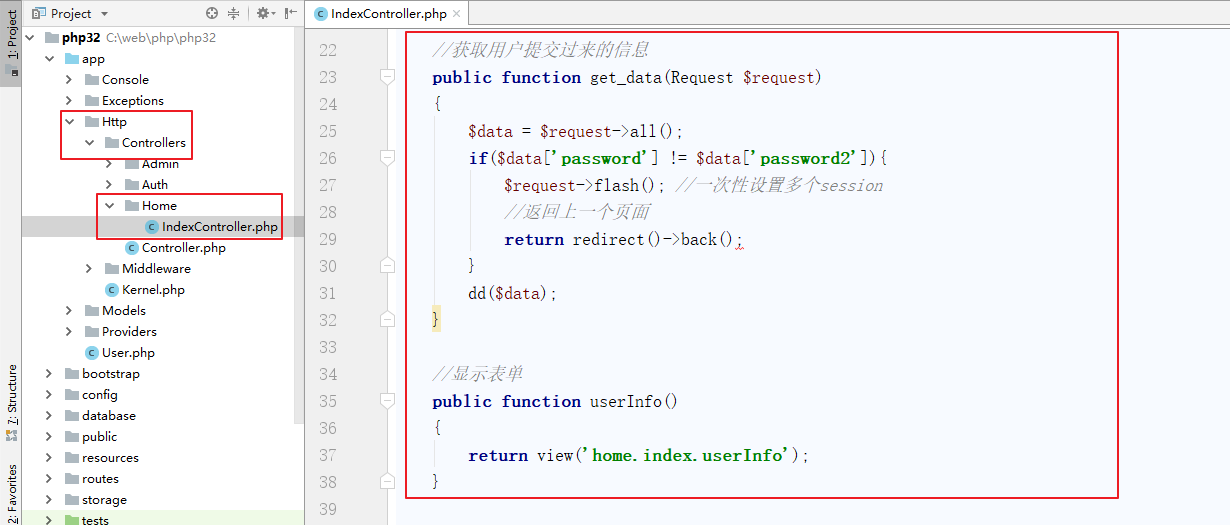 Project
IndexController.php
1: Project
7: Structure
2: Favorites
php32 C:\web\php\php32
app
Console
Exceptions
Http
Controllers
Admin
Auth
Home
IndexController.php
Controller.php
Middleware
Kernel.php
Models
Providers
User.php
bootstrap
config
database
public
resources
routes
storage
tests
22 //获取用户提交过来的信息
23 public function get_data(Request $request)
24 {
25 $data = $request->all();
26 if($data['password'] != $data['password2']){
27 $request->flash(); //一次性设置多个session
28 //返回上一个页面
29 return redirect()->back();
30 }
31 dd($data);
32 }
33
34 //显示表单
35 public function userInfo()
36 {
37 return view('home.index.userInfo');
38 }
39